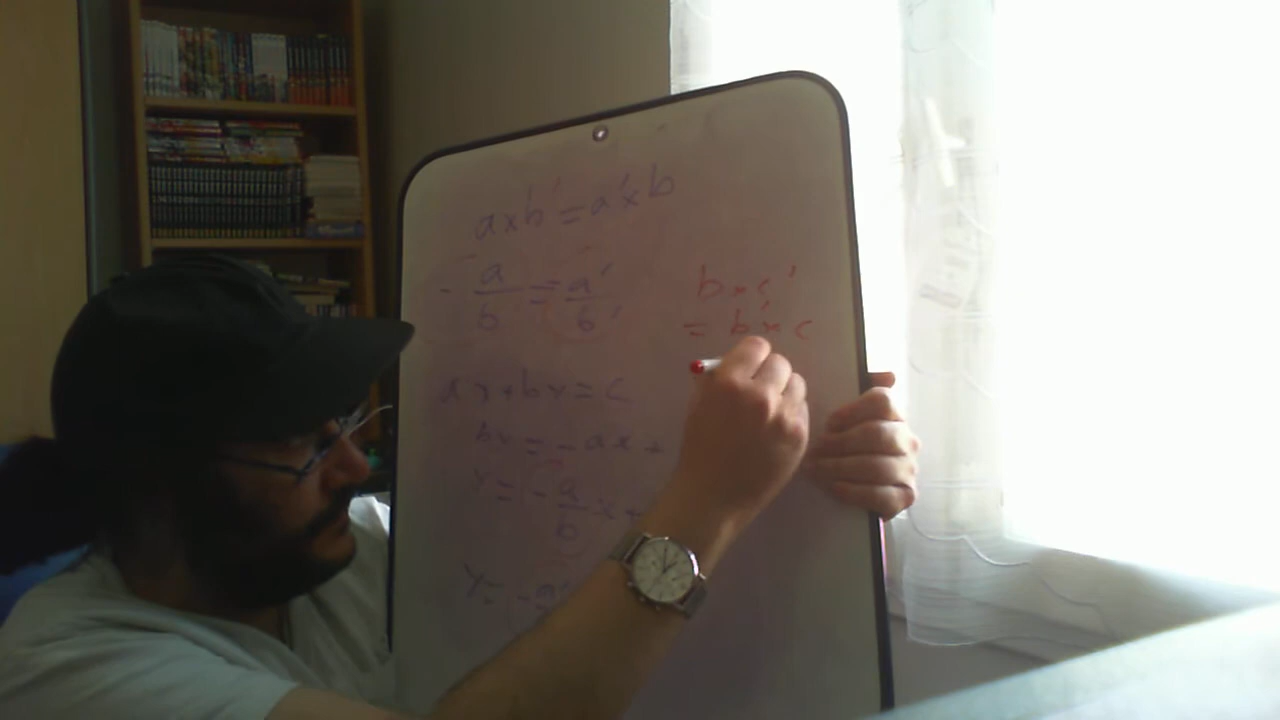 a x b' = a' x b
- a/b = a'/b'
b x c'
= b' x c
ax + by = c
by = - ax +
y = - a/b x +
y = - a'